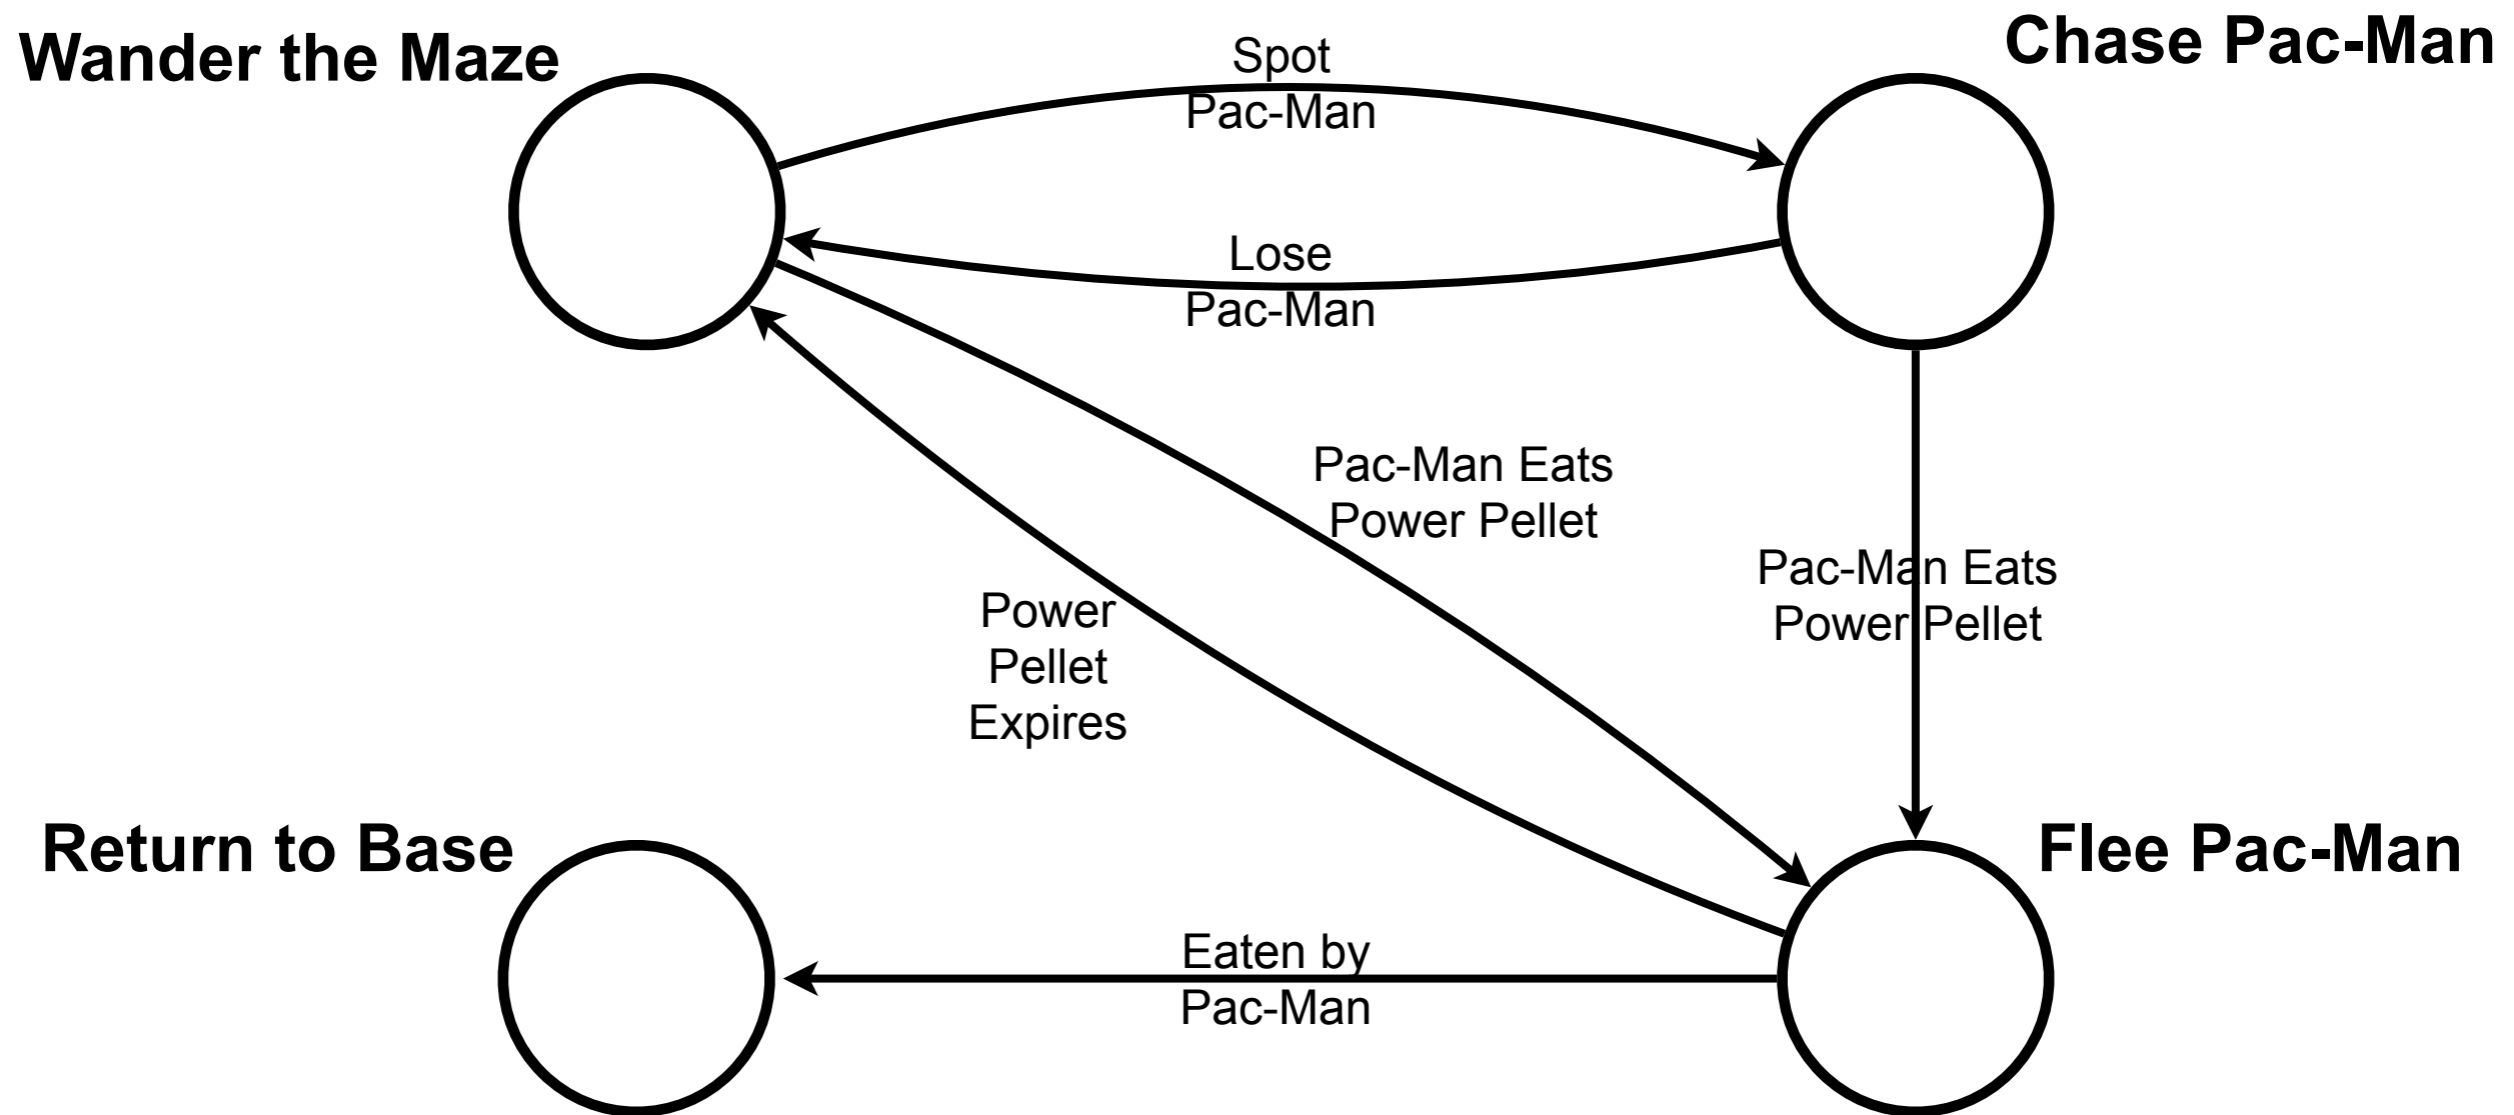 Wander the Maze
Spot
Pac-Man
Chase Pac-Man
Lose
Pac-Man
Pac-Man Eats
Power Pellet
Pac-Man Eats
Power Pellet
Power
Pellet
Expires
Return to Base
Flee Pac-Man
Eaten by
Pac-Man